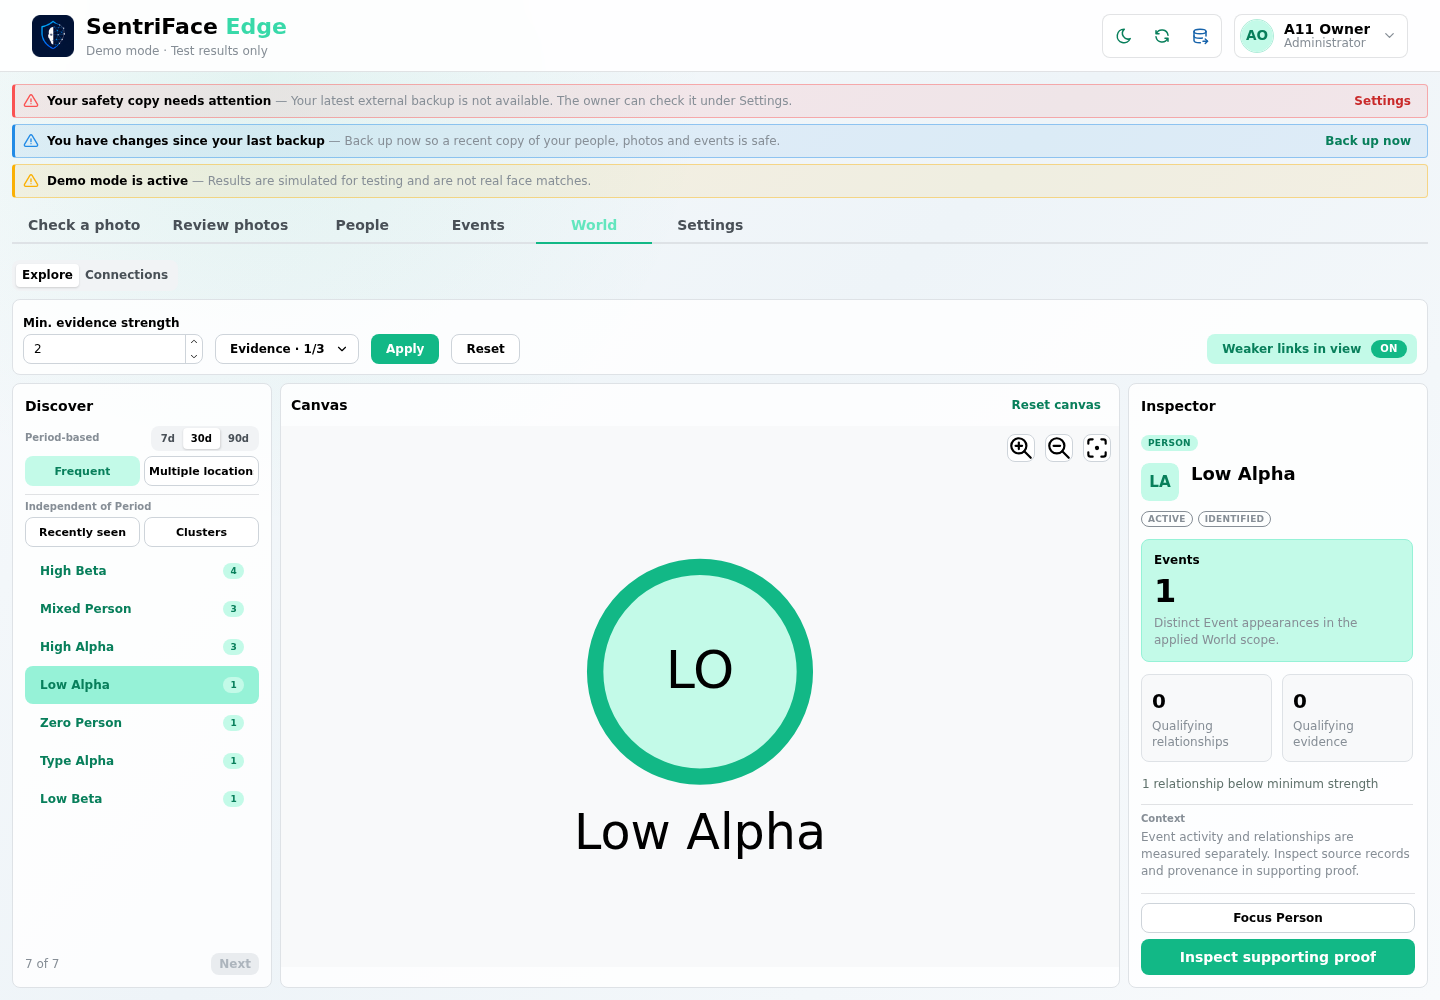 SentriFace Edge
Demo mode · Test results only
AO
A11 Owner
Administrator
Your safety copy needs attention — Your latest external backup is not available. The owner can check it under Settings.
Settings
You have changes since your last backup — Back up now so a recent copy of your people, photos and events is safe.
Back up now
Demo mode is active — Results are simulated for testing and are not real face matches.
Check a photo
Review photos
People
Events
World
Settings
Explore
Connections
Min. evidence strength
2
Evidence · 1/3
Apply
Reset
Weaker links in view
ON
Discover
Period-based
7d
30d
90d
Frequent
Multiple location
Independent of Period
Recently seen
Clusters
High Beta 4
Mixed Person 3
High Alpha 3
Low Alpha 1
Zero Person 1
Type Alpha 1
Low Beta 1
7 of 7
Next
Canvas
Reset canvas
LO
Low Alpha
Inspector
PERSON
LA
Low Alpha
ACTIVE
IDENTIFIED
Events
1
Distinct Event appearances in the
applied World scope.
0
Qualifying
relationships
0
Qualifying
evidence
1 relationship below minimum strength
Context
Event activity and relationships are
measured separately. Inspect source records
and provenance in supporting proof.
Focus Person
Inspect supporting proof